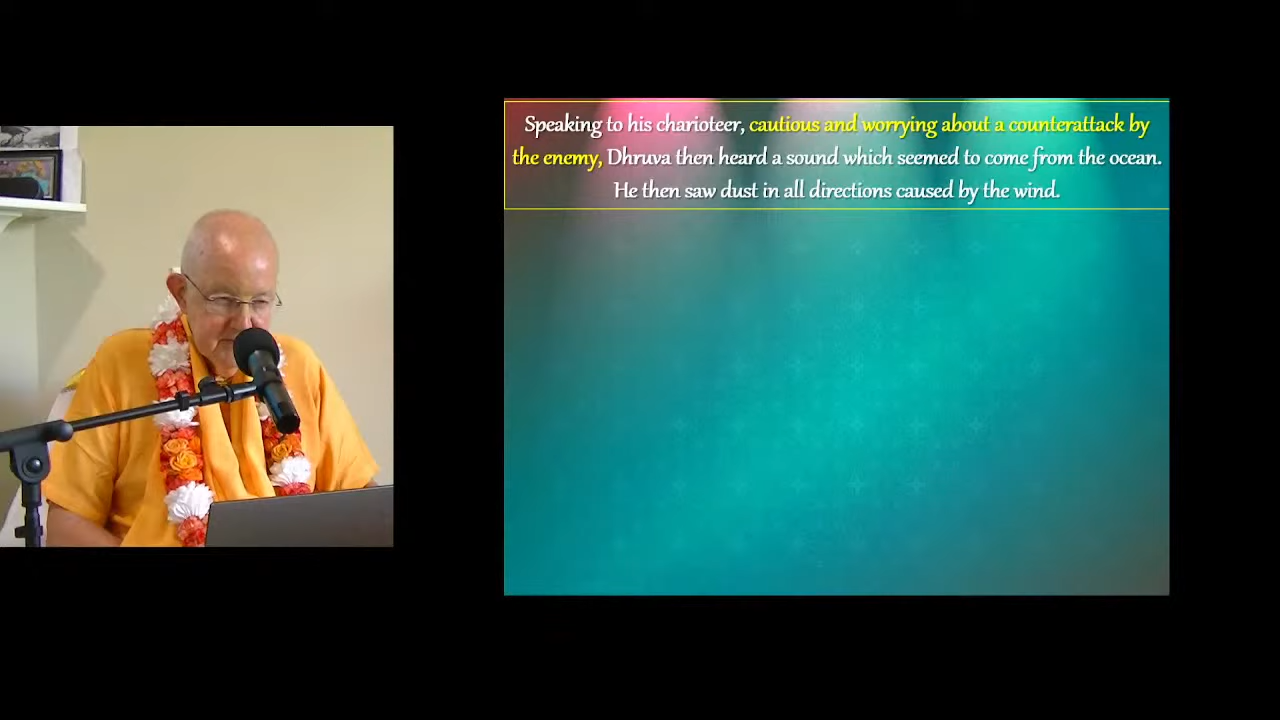 Speaking to his charioteer, cautious and worrying about a counterattack by
the enemy, Dhruva then heard a sound which seemed to come from the ocean.
He then saw dust in all directions caused by the wind.